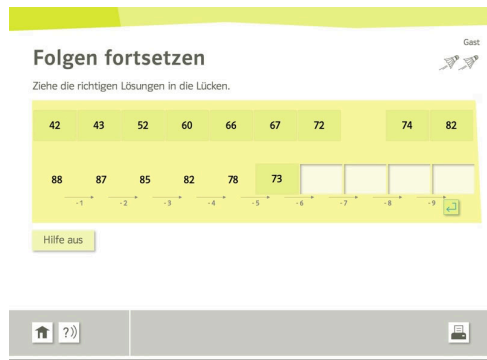 Gast
Folgen fortsetzen
Ziehe die richtigen Lösungen in die Lücken.
42 43 52 60 66 67 72 74 82
88 87 85 82 78 73
-1 -2 -3 -4 -5 -6 -7 -8 -9
Hilfe aus
?